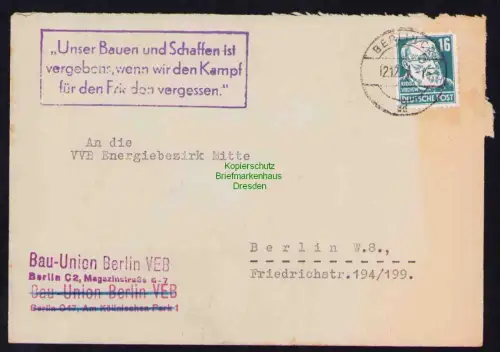 „Unser Bauen und Schaffen ist
vergebens, wenn wir den Kampf
für den Frieden vergessen."
16
DEUTSCHE POST
An die
VVB Energiebezirk Mitte
Kopierschutz
Briefmarkenhaus
Dresden
Berlin W.8.,
Friedrichstr.194/199.
Bau-Union Berlin VEB
Berlin C2, Magazinstraße 6-7
Bau-Union Berlin VEB
Am Köllnischen Park 1